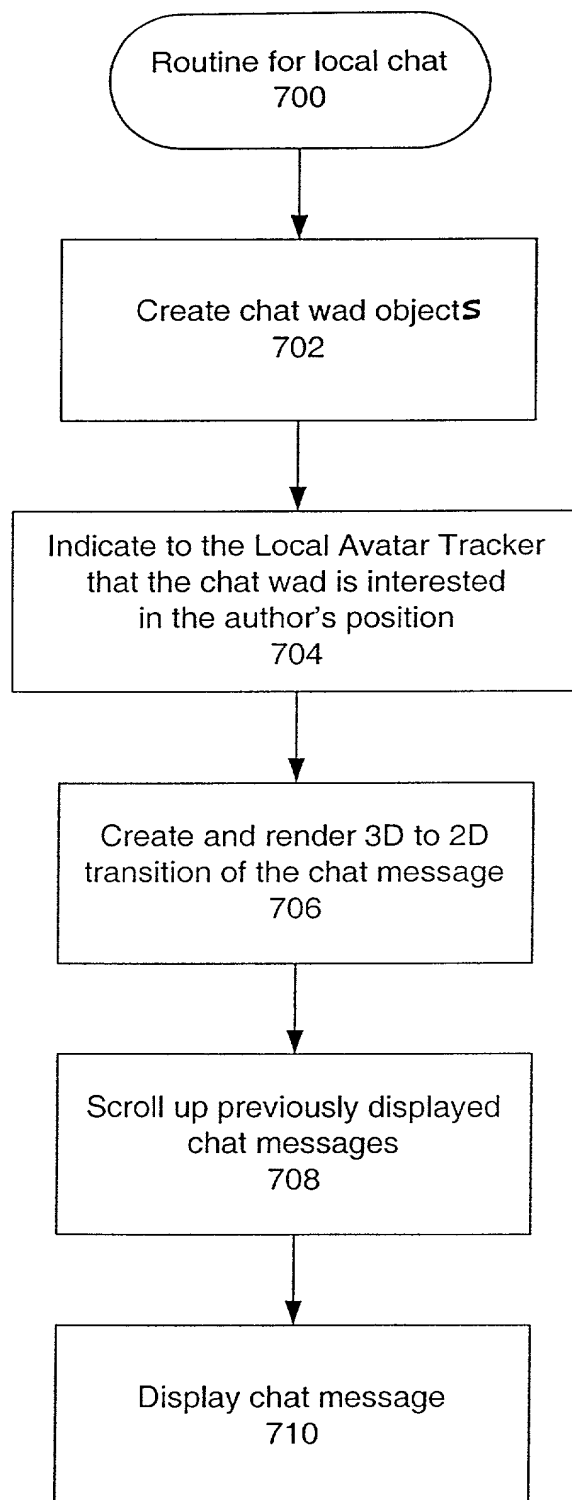 Routine for local chat
700
Create chat wad objects
702
Indicate to the Local Avatar Tracker
that the chat wad is interested
in the author's position
704
Create and render 3D to 2D
transition of the chat message
706
Scroll up previously displayed
chat messages
708
Display chat message
710